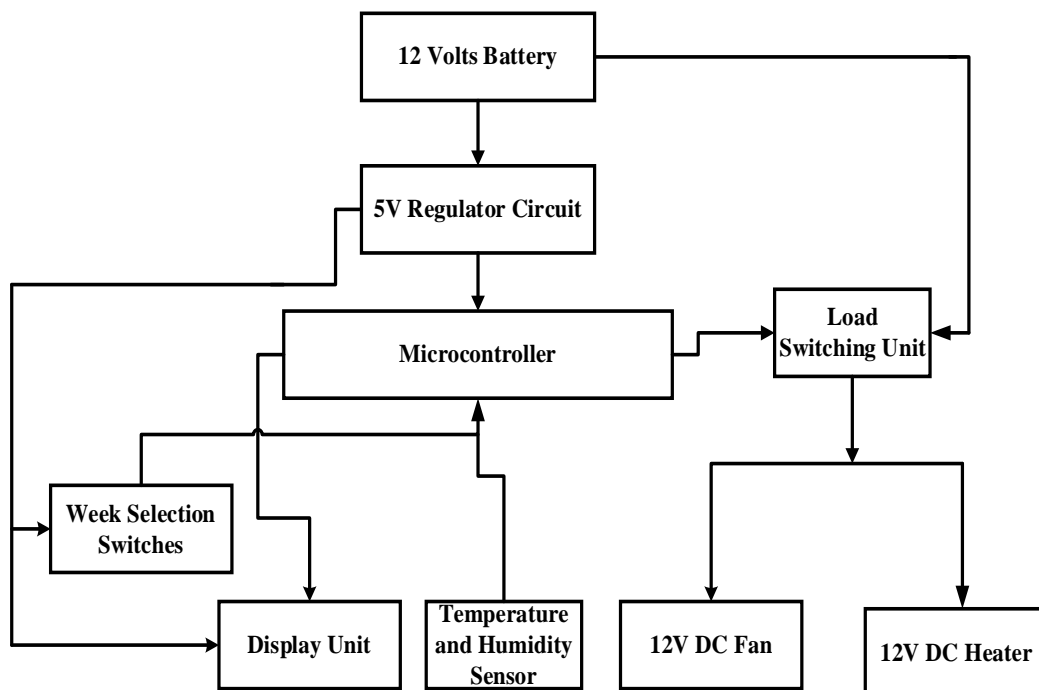 12 Volts Battery
5V Regulator Circuit
Microcontroller
Load
Switching Unit
Week Selection
Switches
Display Unit
Temperature
and Humidity
Sensor
12V DC Fan
12V DC Heater